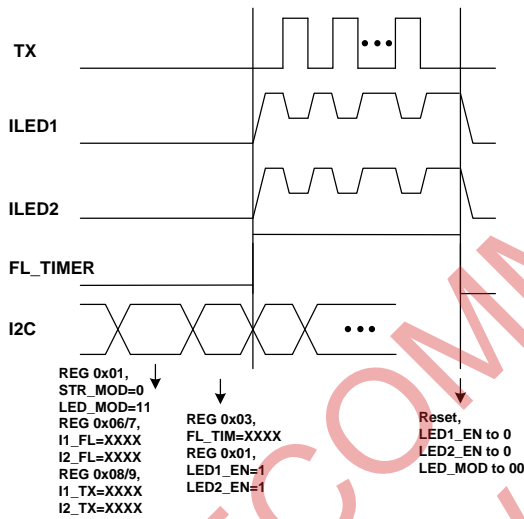 TX
ILED1
ILED2
FL_TIMER
I2C
REG 0x01,
STR_MOD=0
LED_MOD=11
REG 0x06/7,
I1_FL=XXXX
I2_FL=XXXX
REG 0x08/9,
I1_TX=XXXX
I2_TX=XXXX
REG 0x03,
FL_TIM=XXXX
REG 0x01,
LED1_EN=1
LED2_EN=1
Reset,
LED1_EN to 0
LED2_EN to 0
LED_MOD to 00
ECOMM